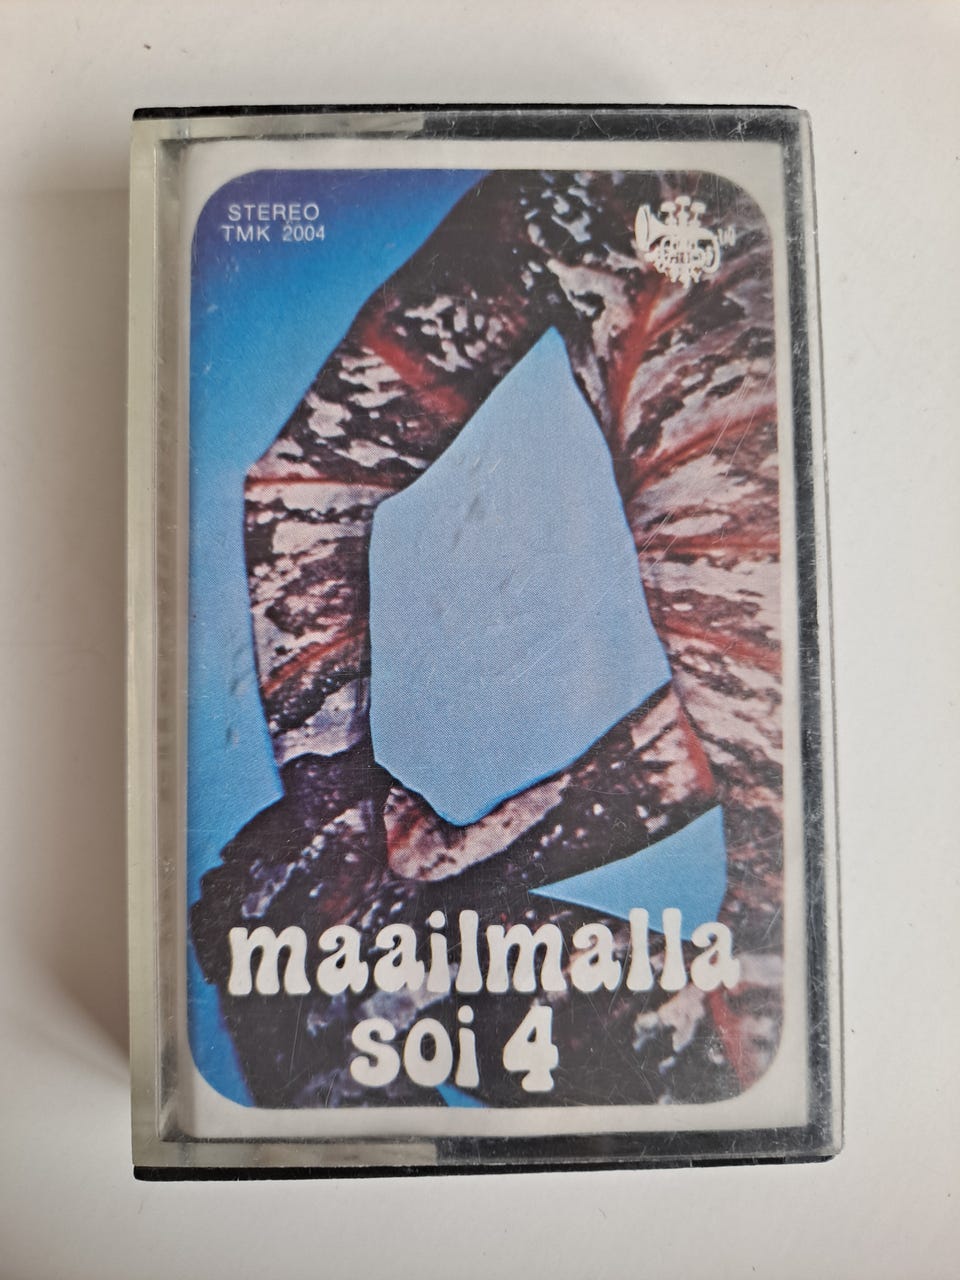 STEREO
TMK 2004
maailmalla
soi 4